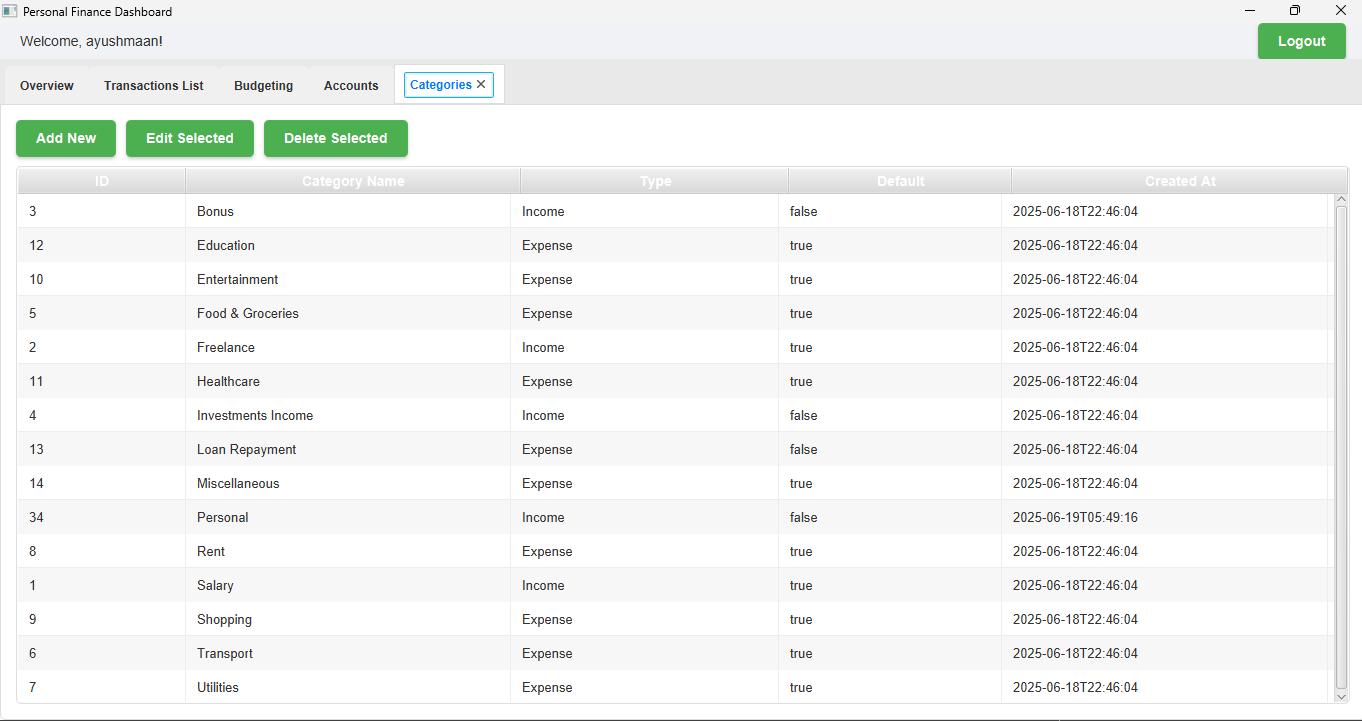 Personal Finance Dashboard
Welcome, ayushmaan!
Logout
Overview Transactions List Budgeting Accounts Categories
Add New Edit Selected Delete Selected
ID Category Name Type Default Created At
3 Bonus Income false 2025-06-18T22:46:04
12 Education Expense true 2025-06-18T22:46:04
10 Entertainment Expense true 2025-06-18T22:46:04
5 Food & Groceries Expense true 2025-06-18T22:46:04
2 Freelance Income true 2025-06-18T22:46:04
11 Healthcare Expense true 2025-06-18T22:46:04
4 Investments Income Income false 2025-06-18T22:46:04
13 Loan Repayment Expense false 2025-06-18T22:46:04
14 Miscellaneous Expense true 2025-06-18T22:46:04
34 Personal Income false 2025-06-19T05:49:16
8 Rent Expense true 2025-06-18T22:46:04
1 Salary Income true 2025-06-18T22:46:04
9 Shopping Expense true 2025-06-18T22:46:04
6 Transport Expense true 2025-06-18T22:46:04
7 Utilities Expense true 2025-06-18T22:46:04